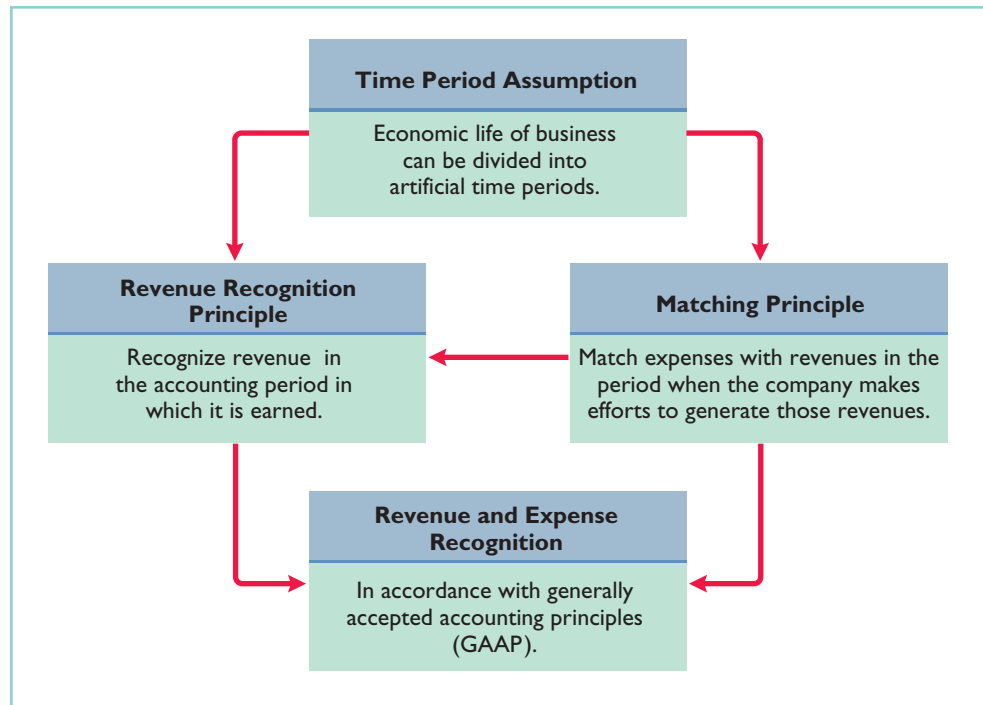 Time Period Assumption
Economic life of business
can be divided into
artificial time periods.
Revenue Recognition
Principle
Recognize revenue in
the accounting period in
which it is earned.
Matching Principle
Match expenses with revenues in the
period when the company makes
efforts to generate those revenues.
Revenue and Expense
Recognition
In accordance with generally
accepted accounting principles
(GAAP).